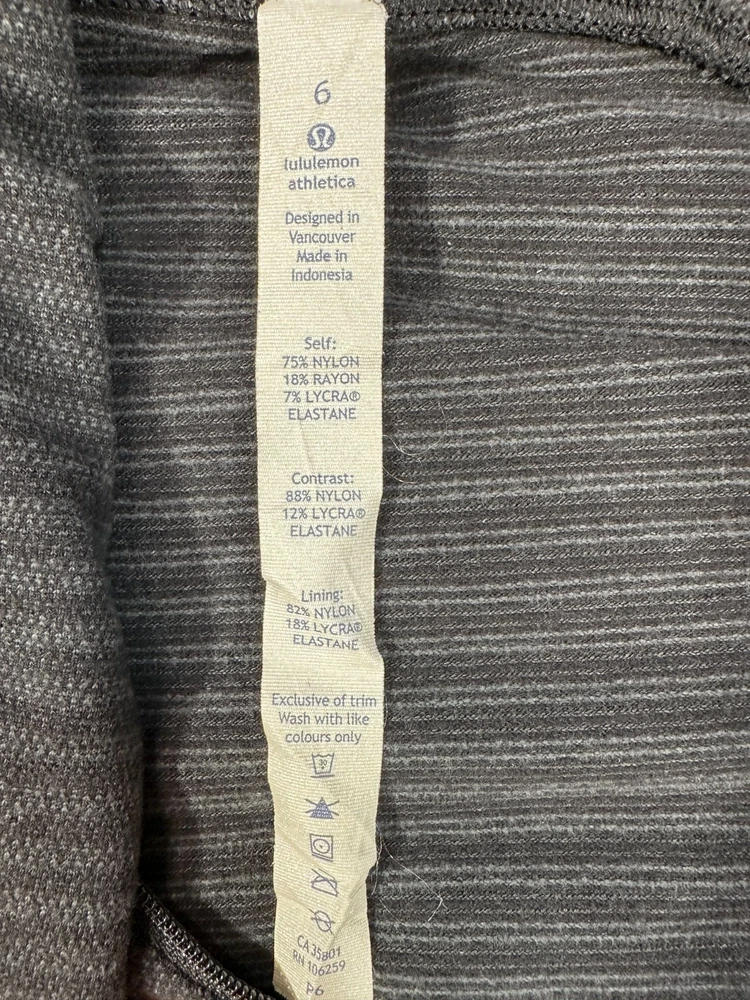 6
lululemon
athletica
Designed in
Vancouver
Made in
Indonesia
Self:
75% NYLON
18% RAYON
7% LYCRA®
ELASTANE
Contrast:
88% NYLON
12% LYCRA®
ELASTANE
Lining:
82% NYLON
18% LYCRA®
ELASTANE
Exclusive of trim
Wash with like
colours only
30
CA 35801
RN 106259
P6